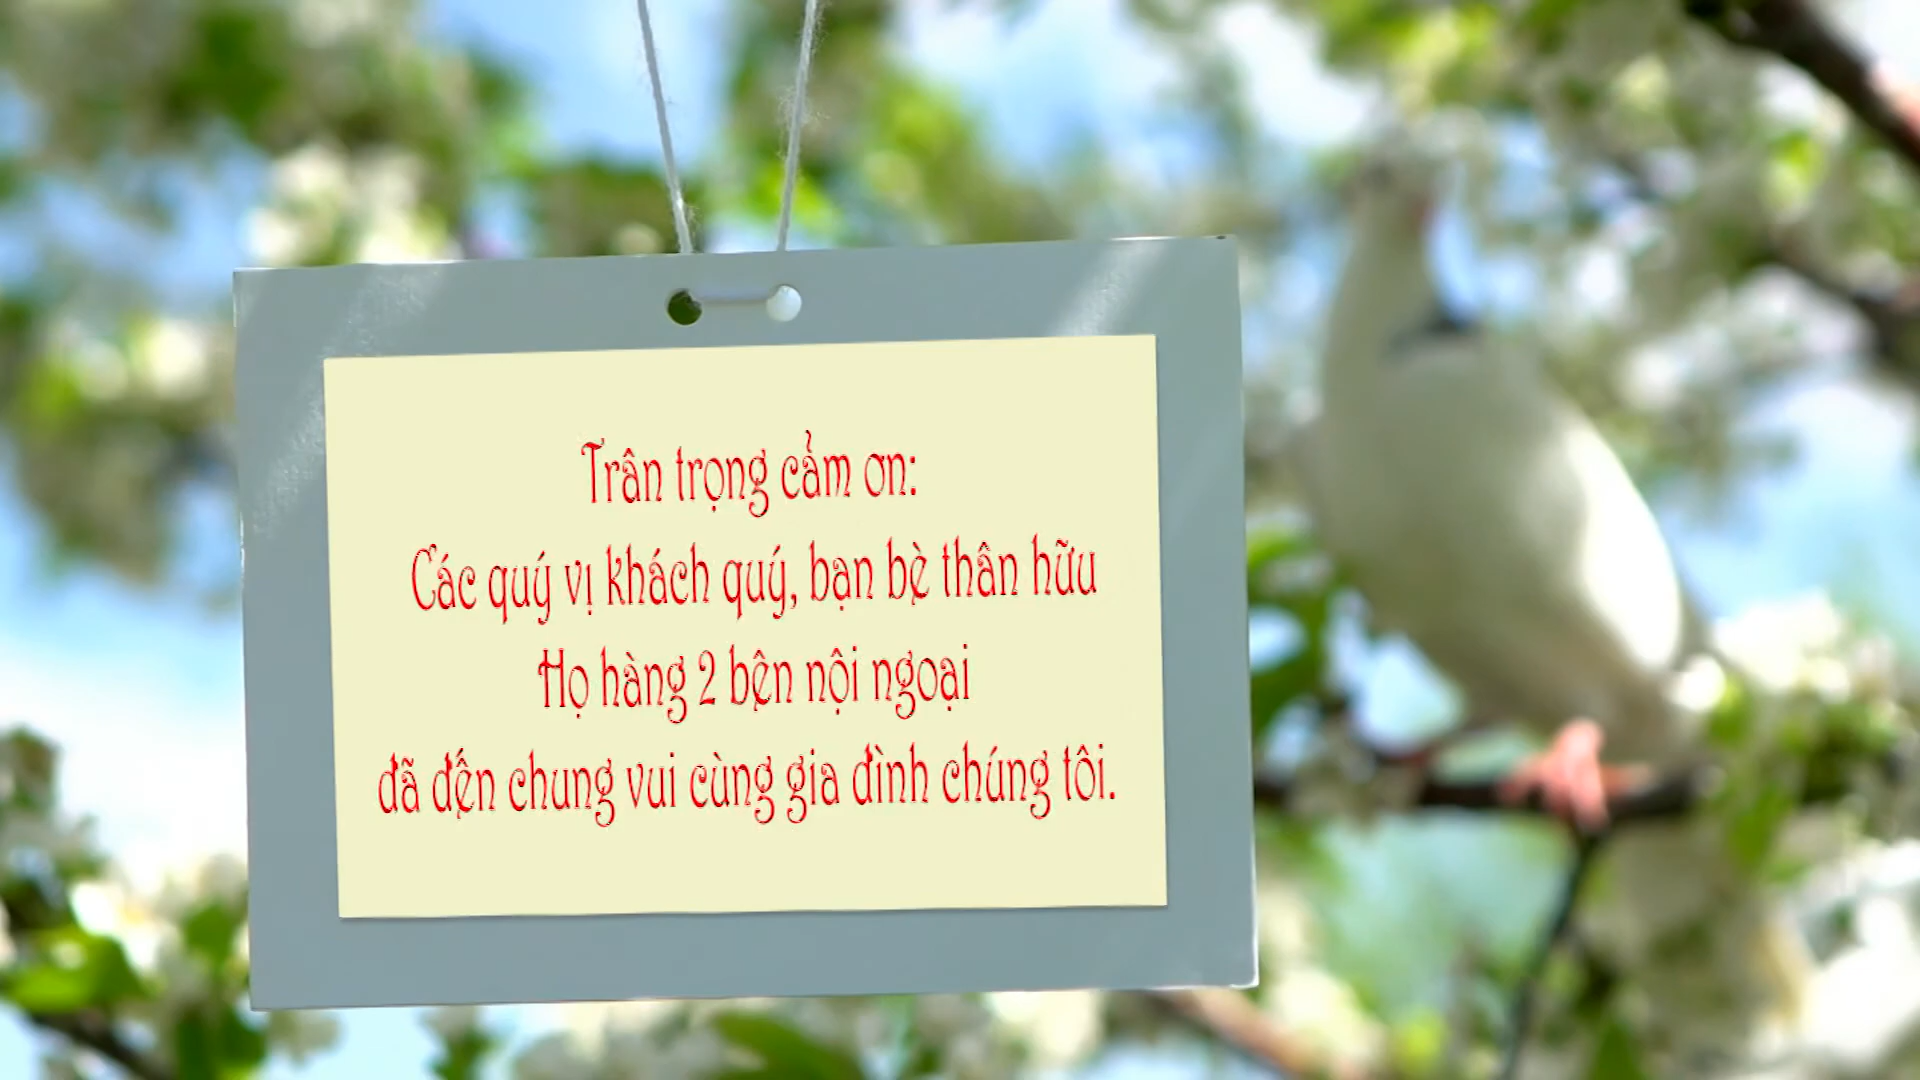 Trân trọng cảm ơn:
Các quý vị khách quý, bạn bè thân hữu
Họ hàng 2 bên nội ngoại
đã đến chung vui cùng gia đình chúng tôi.